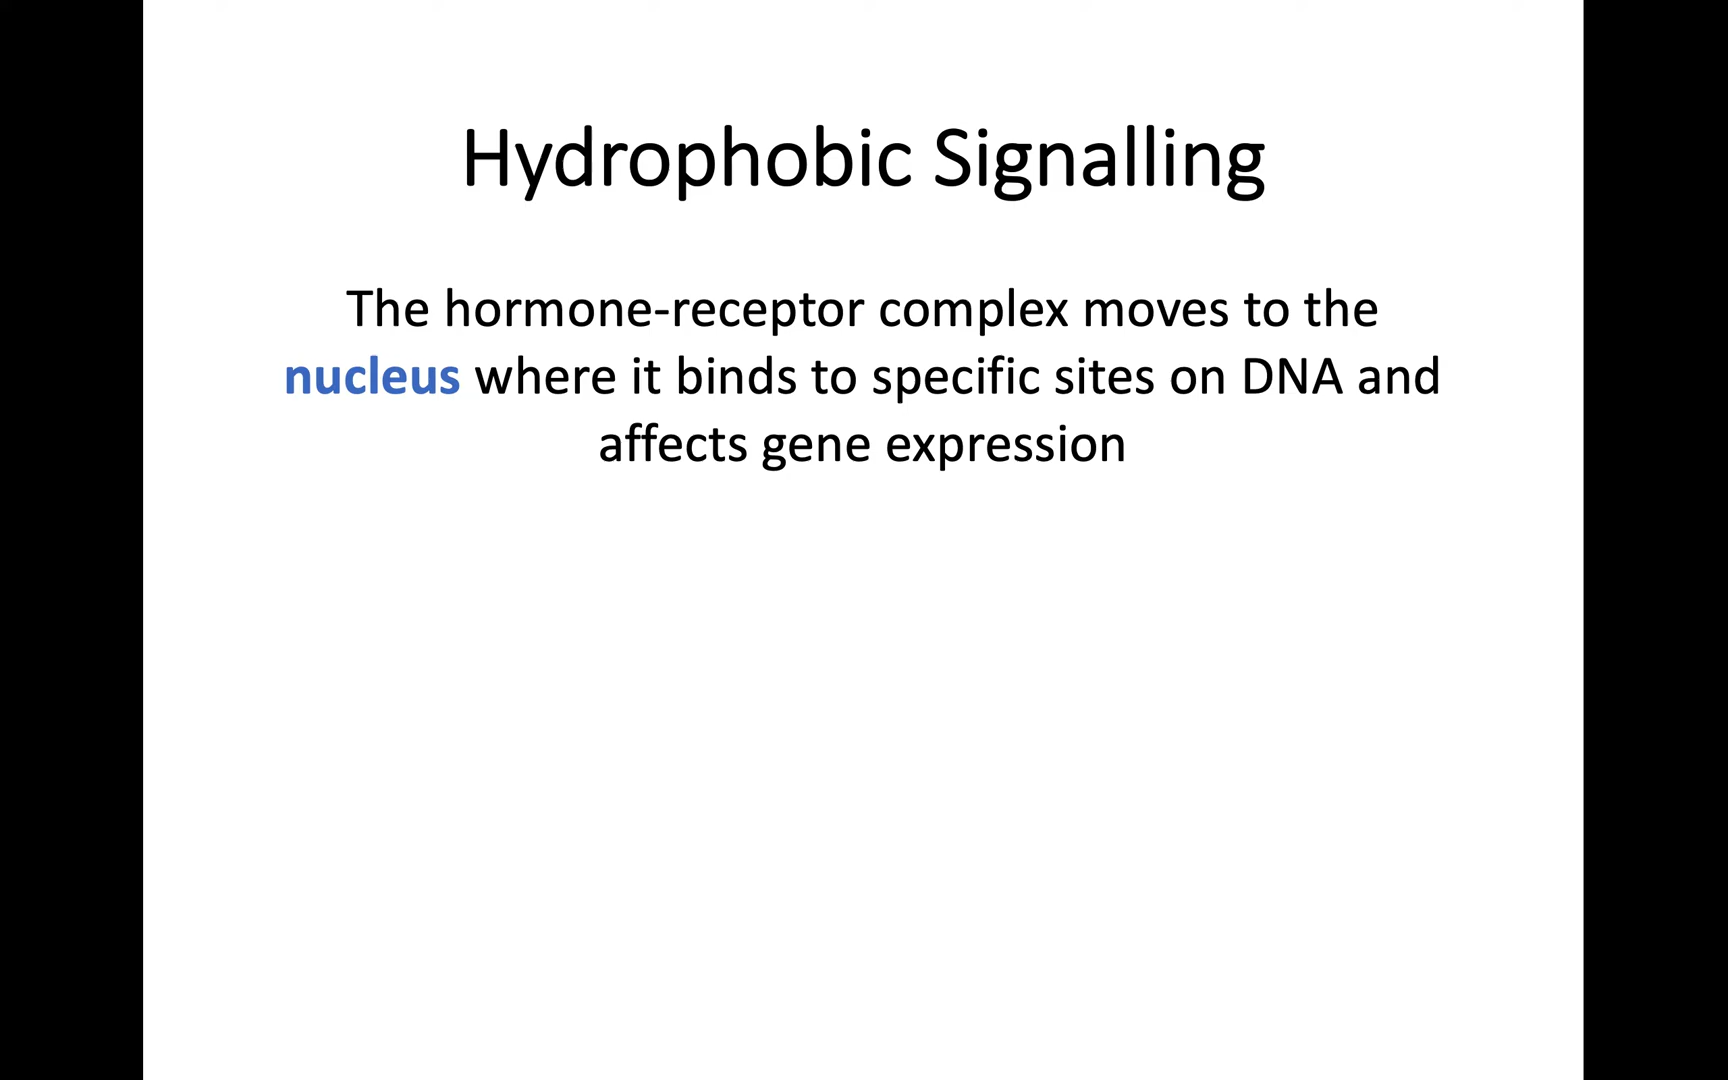 Hydrophobic Signalling
The hormone-receptor complex moves to the
nucleus where it binds to specific sites on DNA and
affects gene expression